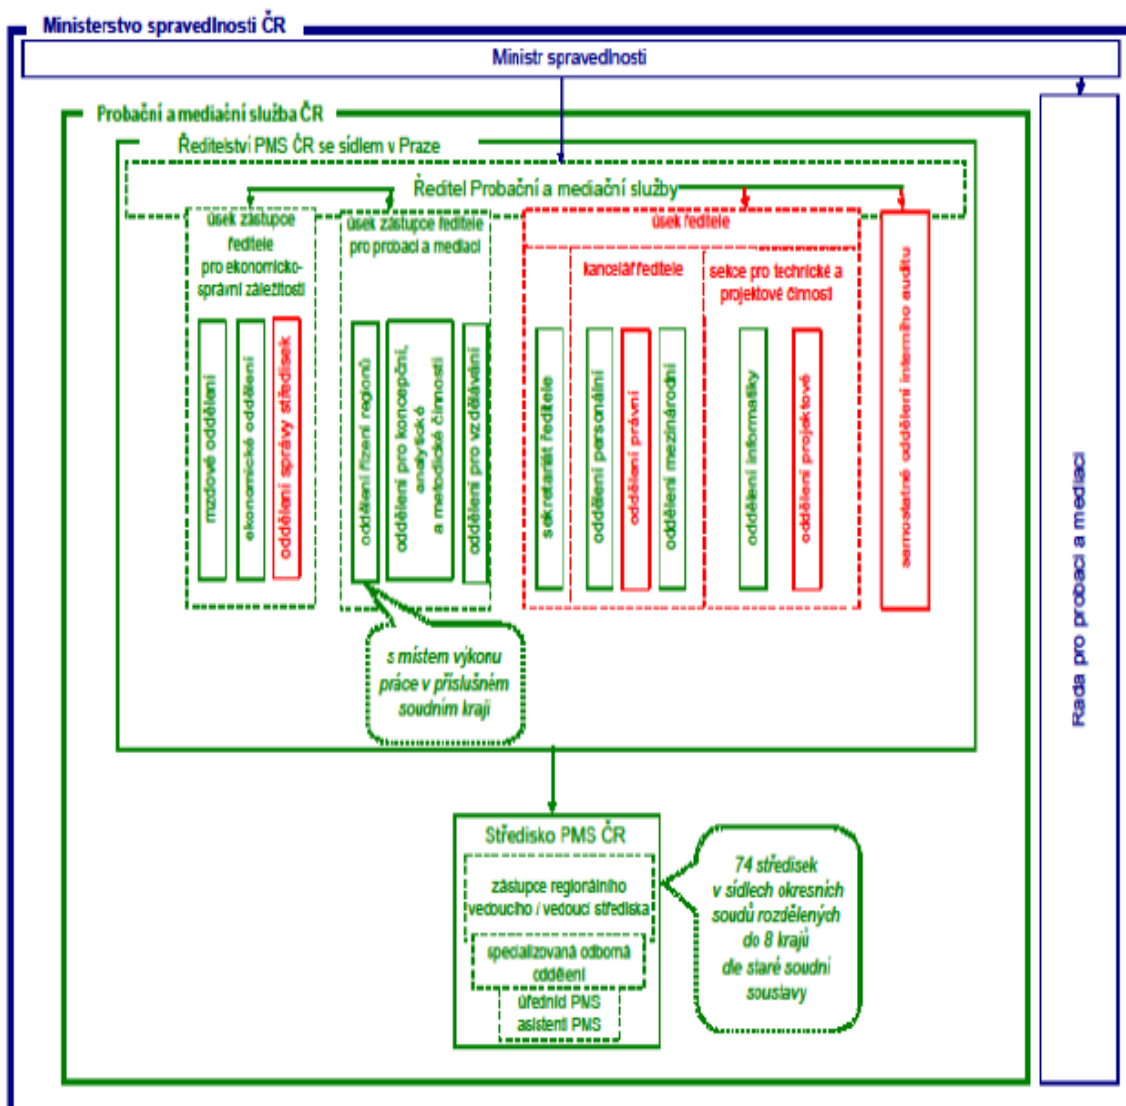 Ministerstvo spravedlnosti ČR
Ministr spravedlnosti
Probační a mediační služba ČR
Ředitelství PMS ČR se sídlem v Praze
Ředitel Probační a mediační služby
úsek zástupce
ředitele
pro ekonomicko-
správní záležitosti
mzdové oddělení
ekonomické oddělení
oddělení správy středisek
úsek zástupce ředitele
pro probaci a mediaci
oddělení řízení regionů
oddělení pro koncepční,
analytické
a metodické činnosti
oddělení pro vzdělávání
úsek ředitele
kancelář ředitele
sekretariát ředitele
oddělení personální
oddělení právní
oddělení mezinárodní
sekce pro technické a
projektové činnosti
oddělení informatiky
oddělení projektové
samostatné oddělení interního auditu
Rada pro probaci a mediaci
s místem výkonu
práce v příslušném
soudním kraji
Středisko PMS ČR
zástupce regionálního
vedoucího / vedoucí střediska
specializovaná odborná
oddělení
úředníci PMS
asistenti PMS
74 středisek
v sídlech okresních
soudů rozdělených
do 8 krajů
dle staré soudní
soustavy